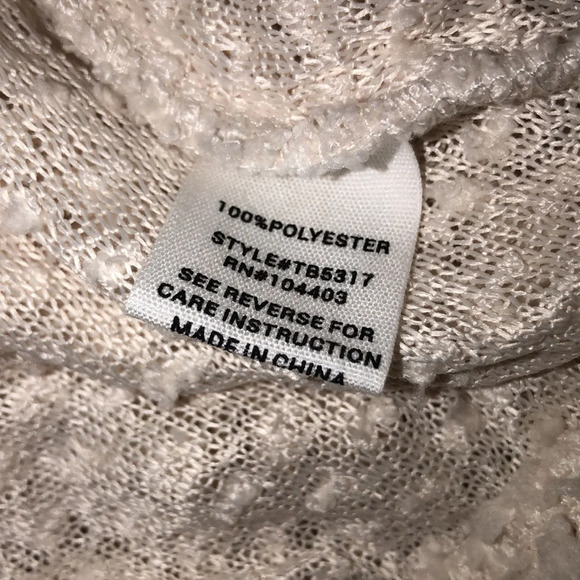 100%POLYESTER
STYLE#TB5317
RN#104403
SEE REVERSE FOR
CARE INSTRUCTION
MADE IN CHINA